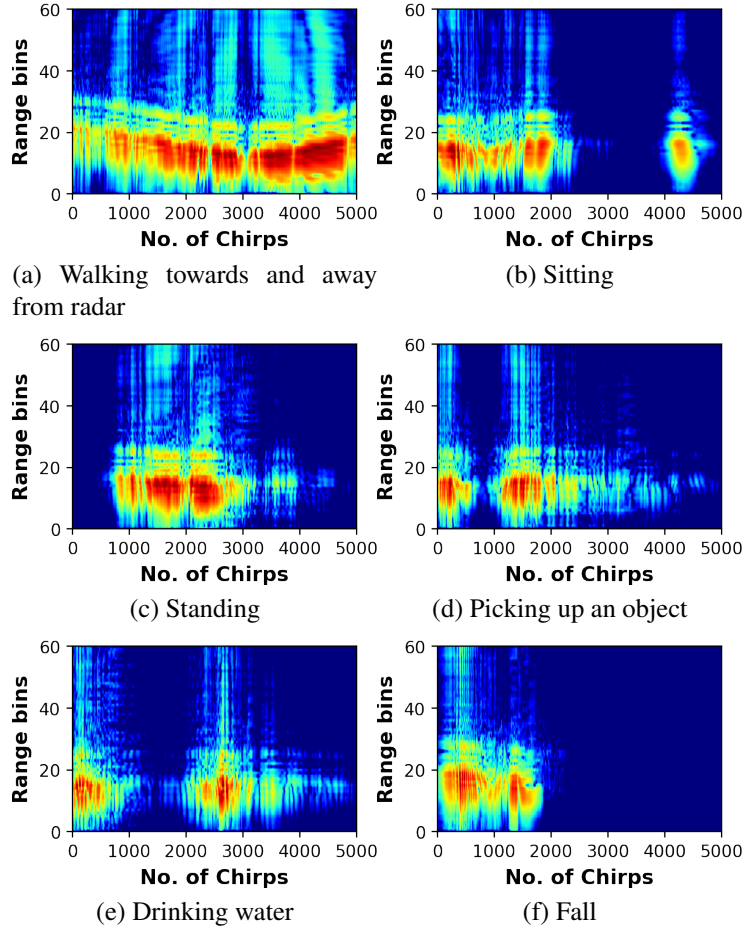 60
40
20
0
Range bins
0 1000 2000 3000 4000 5000
No. of Chirps
(a) Walking towards and away
from radar
60
40
20
0
Range bins
0 1000 2000 3000 4000 5000
No. of Chirps
(b) Sitting
60
40
20
0
Range bins
0 1000 2000 3000 4000 5000
No. of Chirps
(c) Standing
60
40
20
0
Range bins
0 1000 2000 3000 4000 5000
No. of Chirps
(d) Picking up an object
60
40
20
0
Range bins
0 1000 2000 3000 4000 5000
No. of Chirps
(e) Drinking water
60
40
20
0
Range bins
0 1000 2000 3000 4000 5000
No. of Chirps
(f) Fall